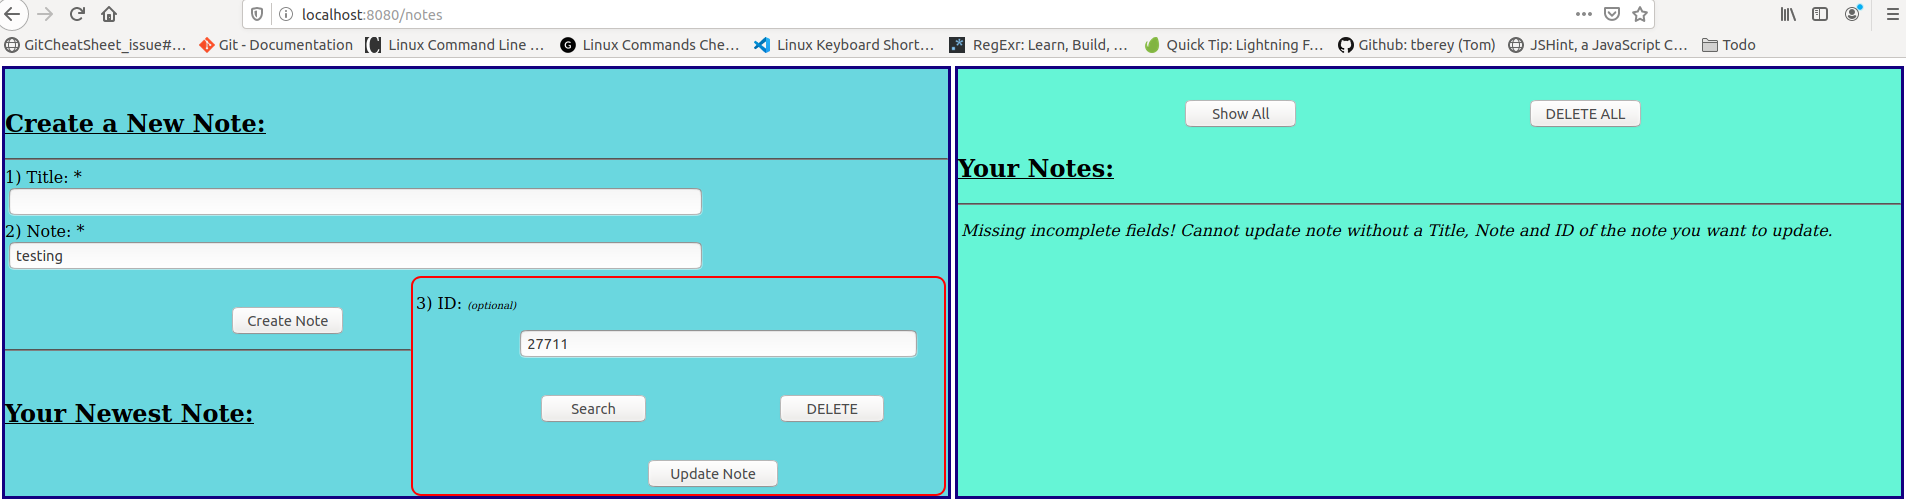 localhost:8080/notes
GitCheatSheet_issue#… Git - Documentation Linux Command Line … Linux Commands Che… Linux Keyboard Short… RegExr: Learn, Build, … Quick Tip: Lightning F… Github: tberey (Tom) JSHint, a JavaScript C… Todo
Create a New Note:
1) Title: *
2) Note: *
testing
Create Note
3) ID: (optional)
27711
Search DELETE
Update Note
Your Newest Note:
Show All DELETE ALL
Your Notes:
Missing incomplete fields! Cannot update note without a Title, Note and ID of the note you want to update.